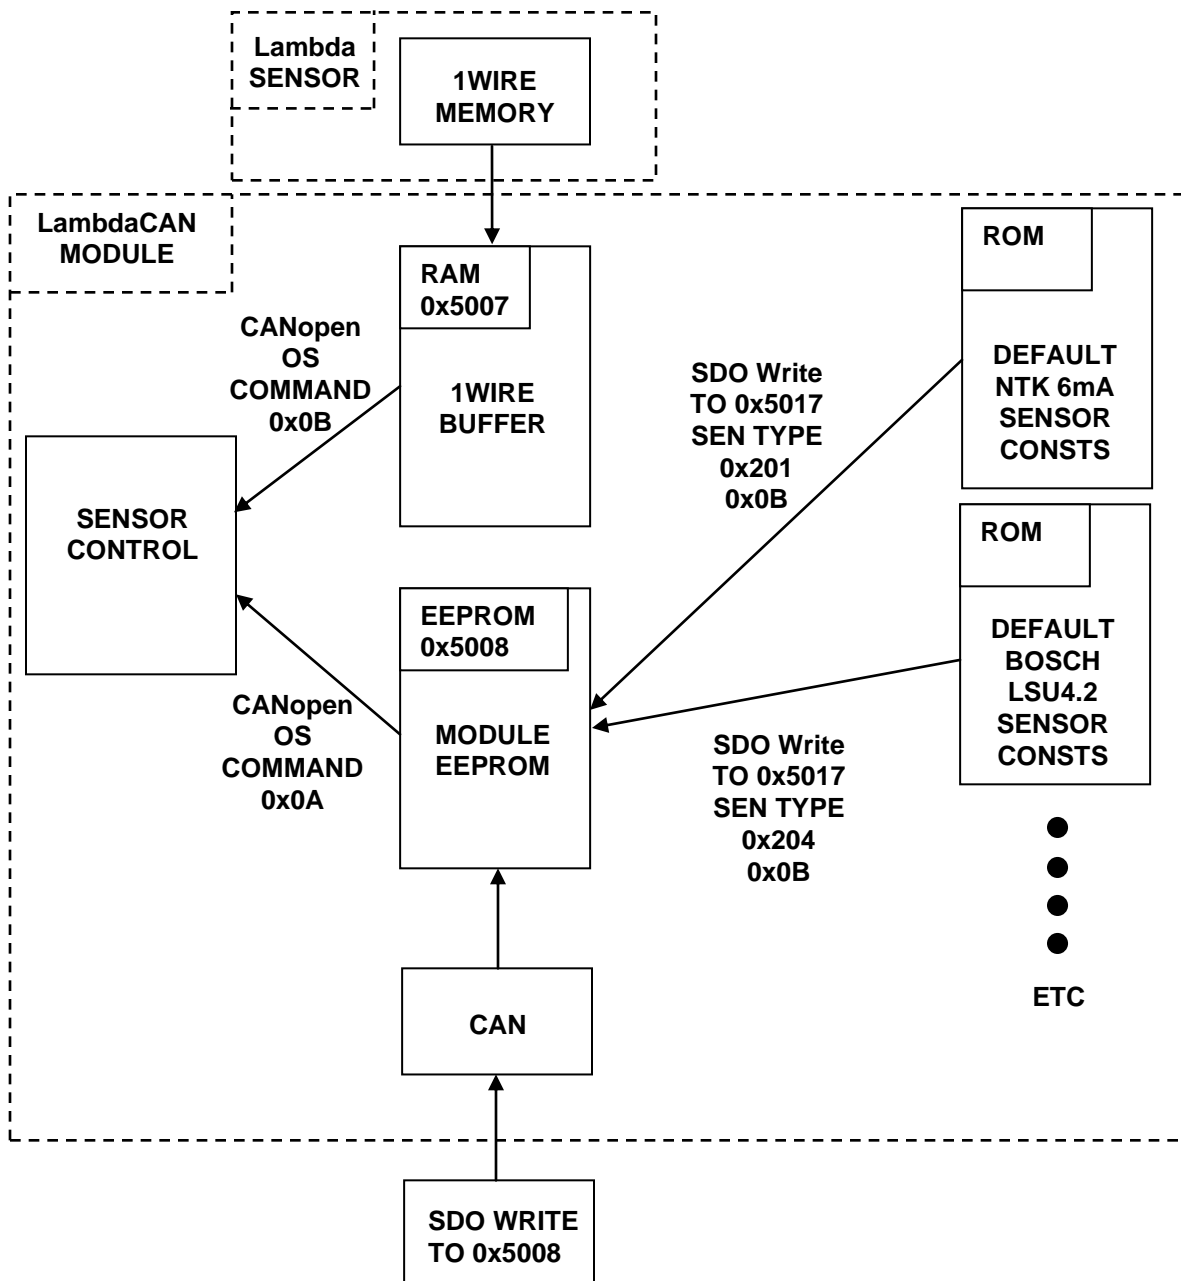 Lambda
SENSOR
1WIRE
MEMORY
LambdaCAN
MODULE
RAM
0x5007
1WIRE
BUFFER
CANopen
OS
COMMAND
0x0B
SENSOR
CONTROL
EEPROM
0x5008
MODULE
EEPROM
CANopen
OS
COMMAND
0x0A
SDO Write
TO 0x5017
SEN TYPE
0x201
0x0B
ROM
DEFAULT
NTK 6mA
SENSOR
CONSTS
ROM
DEFAULT
BOSCH
LSU4.2
SENSOR
CONSTS
SDO Write
TO 0x5017
SEN TYPE
0x204
0x0B
ETC
CAN
SDO WRITE
TO 0x5008